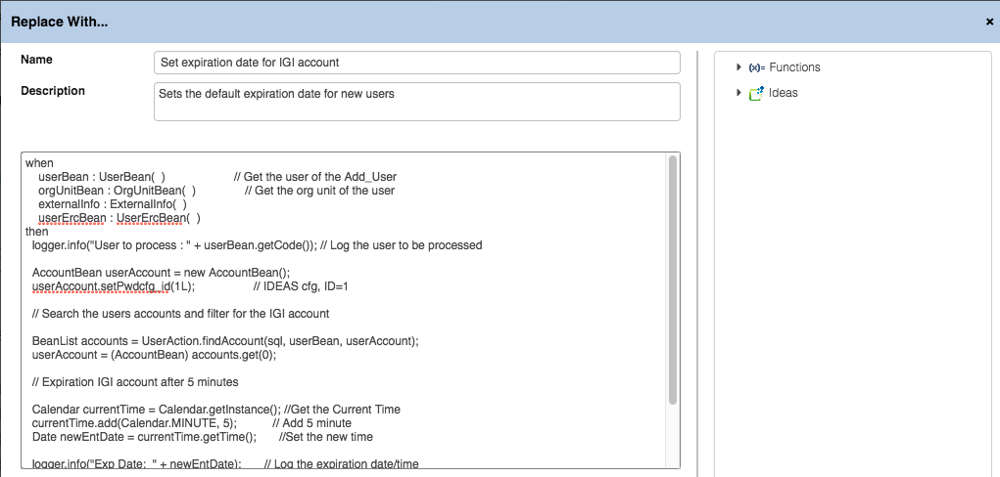 Replace With...
×
Name
Set expiration date for IGI account
Description
Sets the default expiration date for new users
(x)= Functions
Ideas
when
userBean : UserBean(  )                     // Get the user of the Add_User
orgUnitBean : OrgUnitBean(  )               // Get the org unit of the user
externalInfo : ExternalInfo(  )
userErcBean : UserErcBean(  )
then
logger.info("User to process : " + userBean.getCode()); // Log the user to be processed
AccountBean userAccount = new AccountBean();
userAccount.setPwdcfg_id(1L);                  // IDEAS cfg, ID=1
// Search the users accounts and filter for the IGI account
BeanList accounts = UserAction.findAccount(sql, userBean, userAccount);
userAccount = (AccountBean) accounts.get(0);
// Expiration IGI account after 5 minutes
Calendar currentTime = Calendar.getInstance(); //Get the Current Time
currentTime.add(Calendar.MINUTE, 5);           // Add 5 minute
Date newEntDate = currentTime.getTime();       //Set the new time
logger.info("Exp Date:  " + newEntDate);       // Log the expiration date/time